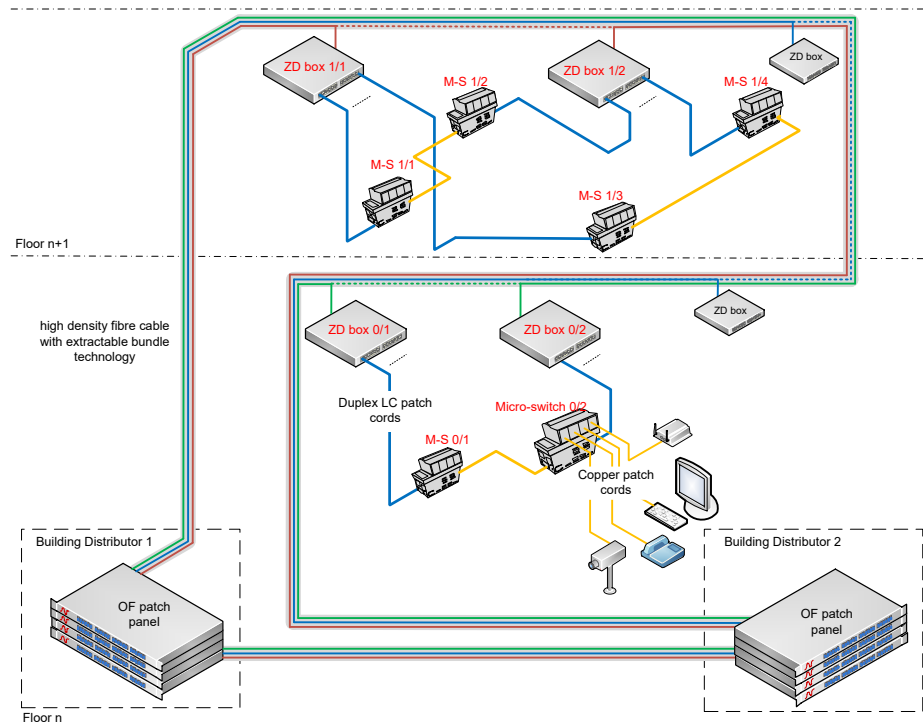 ZD box 1/1
ZD box 1/2
ZD box
M-S 1/2
M-S 1/4
M-S 1/1
M-S 1/3
Floor n+1
high density fibre cable
with extractable bundle
technology
ZD box 0/1
ZD box 0/2
ZD box
Duplex LC patch
cords
Micro-switch 0/2
M-S 0/1
Copper patch
cords
Building Distributor 1
OF patch
panel
Building Distributor 2
OF patch
panel
Floor n